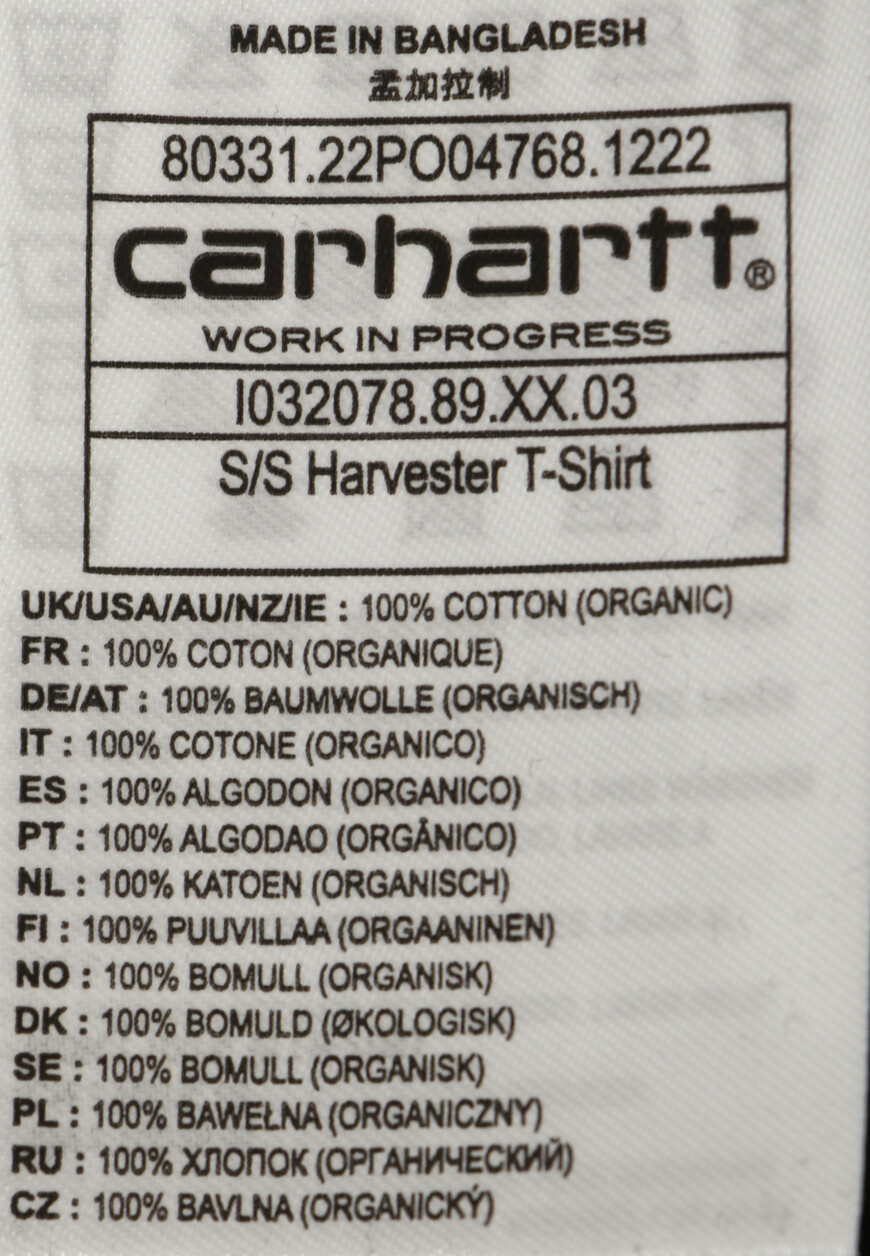 MADE IN BANGLADESH
孟加拉制
80331.22PO04768.1222
carhartt®
WORK IN PROGRESS
I032078.89.XX.03
S/S Harvester T-Shirt
UK/USA/AU/NZ/IE : 100% COTTON (ORGANIC)
FR : 100% COTON (ORGANIQUE)
DE/AT : 100% BAUMWOLLE (ORGANISCH)
IT : 100% COTONE (ORGANICO)
ES : 100% ALGODON (ORGANICO)
PT : 100% ALGODAO (ORGÂNICO)
NL : 100% KATOEN (ORGANISCH)
FI : 100% PUUVILLAA (ORGAANINEN)
NO : 100% BOMULL (ORGANISK)
DK : 100% BOMULD (ØKOLOGISK)
SE : 100% BOMULL (ORGANISK)
PL : 100% BAWEŁNA (ORGANICZNY)
RU : 100% ХЛОПОК (ОРГАНИЧЕСКИЙ)
CZ : 100% BAVLNA (ORGANICKÝ)